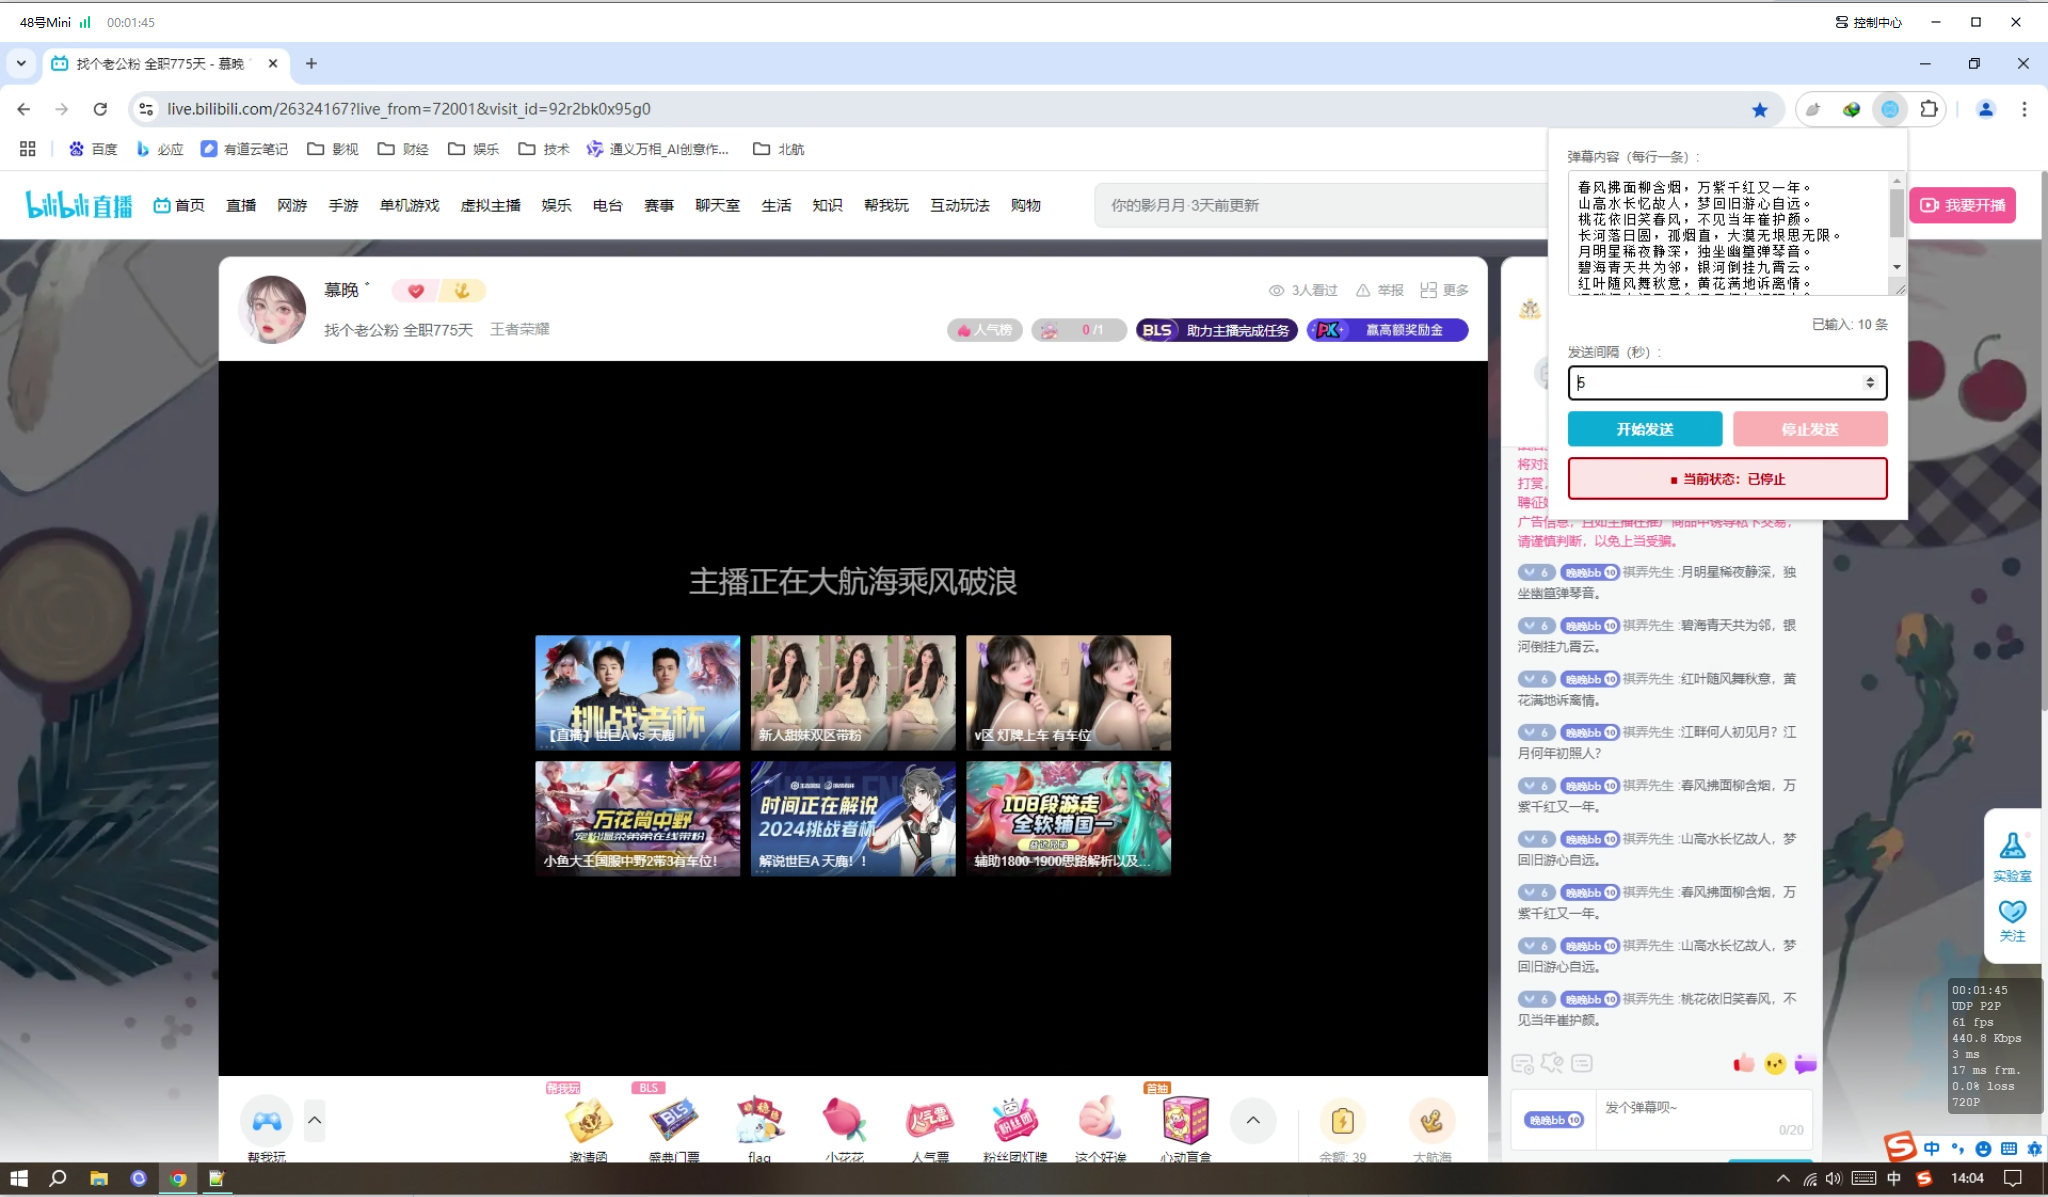 48号Mini 00:01:45 控制中心
找个老公粉 全职775天 - 慕晚
live.bilibili.com/26324167?live_from=72001&visit_id=92r2bk0x95g0
百度 必应 有道云笔记 影视 财经 娱乐 技术 通义万相_AI创意作... 北航
bilibili直播 首页 直播 网游 手游 单机游戏 虚拟主播 娱乐 电台 赛事 聊天室 生活 知识 帮我玩 互动玩法 购物 你的影月月·3天前更新 我要开播
弹幕内容（每行一条）：
春风拂面柳含烟，万紫千红又一年。
山高水长忆故人，梦回旧游心自远。
桃花依旧笑春风，不见当年崔护颜。
长河落日圆，孤烟直，大漠无垠思无限。
月明星稀夜静深，独坐幽篁弹琴音。
碧海青天共为邻，银河倒挂九霄云。
红叶随风舞秋意，黄花满地诉离情。
已输入: 10 条
发送间隔（秒）：
5
开始发送 停止发送
■ 当前状态：已停止
慕晚 ゜
3人看过 举报 更多
找个老公粉 全职775天 王者荣耀
人气榜 0 /1 BLS 助力主播完成任务 PK 赢高额奖励金
主播正在大航海乘风破浪
挑战者杯
【直播】世巨A vs 天鹿
新人甜妹双区带粉
v区 灯牌上车 有车位
万花筒中野
小鱼大王国服中野2带3有车位！
时间正在解说
2024挑战者杯
解说世巨A 天鹿！！
108段游走
全软辅国一
辅助1800-1900思路解析以及...
打赏，
广告信息，且如主播在推广商品中诱导私下交易，
请谨慎判断，以免上当受骗。
6 晚晚bb 10 祺弄先生 :月明星稀夜静深，独
坐幽篁弹琴音。
6 晚晚bb 10 祺弄先生 :碧海青天共为邻，银
河倒挂九霄云。
6 晚晚bb 10 祺弄先生 :红叶随风舞秋意，黄
花满地诉离情。
6 晚晚bb 10 祺弄先生 :江畔何人初见月？江
月何年初照人？
6 晚晚bb 10 祺弄先生 :春风拂面柳含烟，万
紫千红又一年。
6 晚晚bb 10 祺弄先生 :山高水长忆故人，梦
回旧游心自远。
6 晚晚bb 10 祺弄先生 :春风拂面柳含烟，万
紫千红又一年。
6 晚晚bb 10 祺弄先生 :山高水长忆故人，梦
回旧游心自远。
6 晚晚bb 10 祺弄先生 :桃花依旧笑春风，不
见当年崔护颜。
晚晚bb 10 发个弹幕呗~
0/20
实验室
关注
00:01:45
UDP P2P
61 fps
440.8 Kbps
3 ms
17 ms frm.
0.0% loss
720P
帮我玩 BLS 首抽
帮我玩 邀请函 盛典门票 flag 小花花 人气票 粉丝团灯牌 这个好诶 心动盲盒 余额: 39 大航海
中
中 14:04